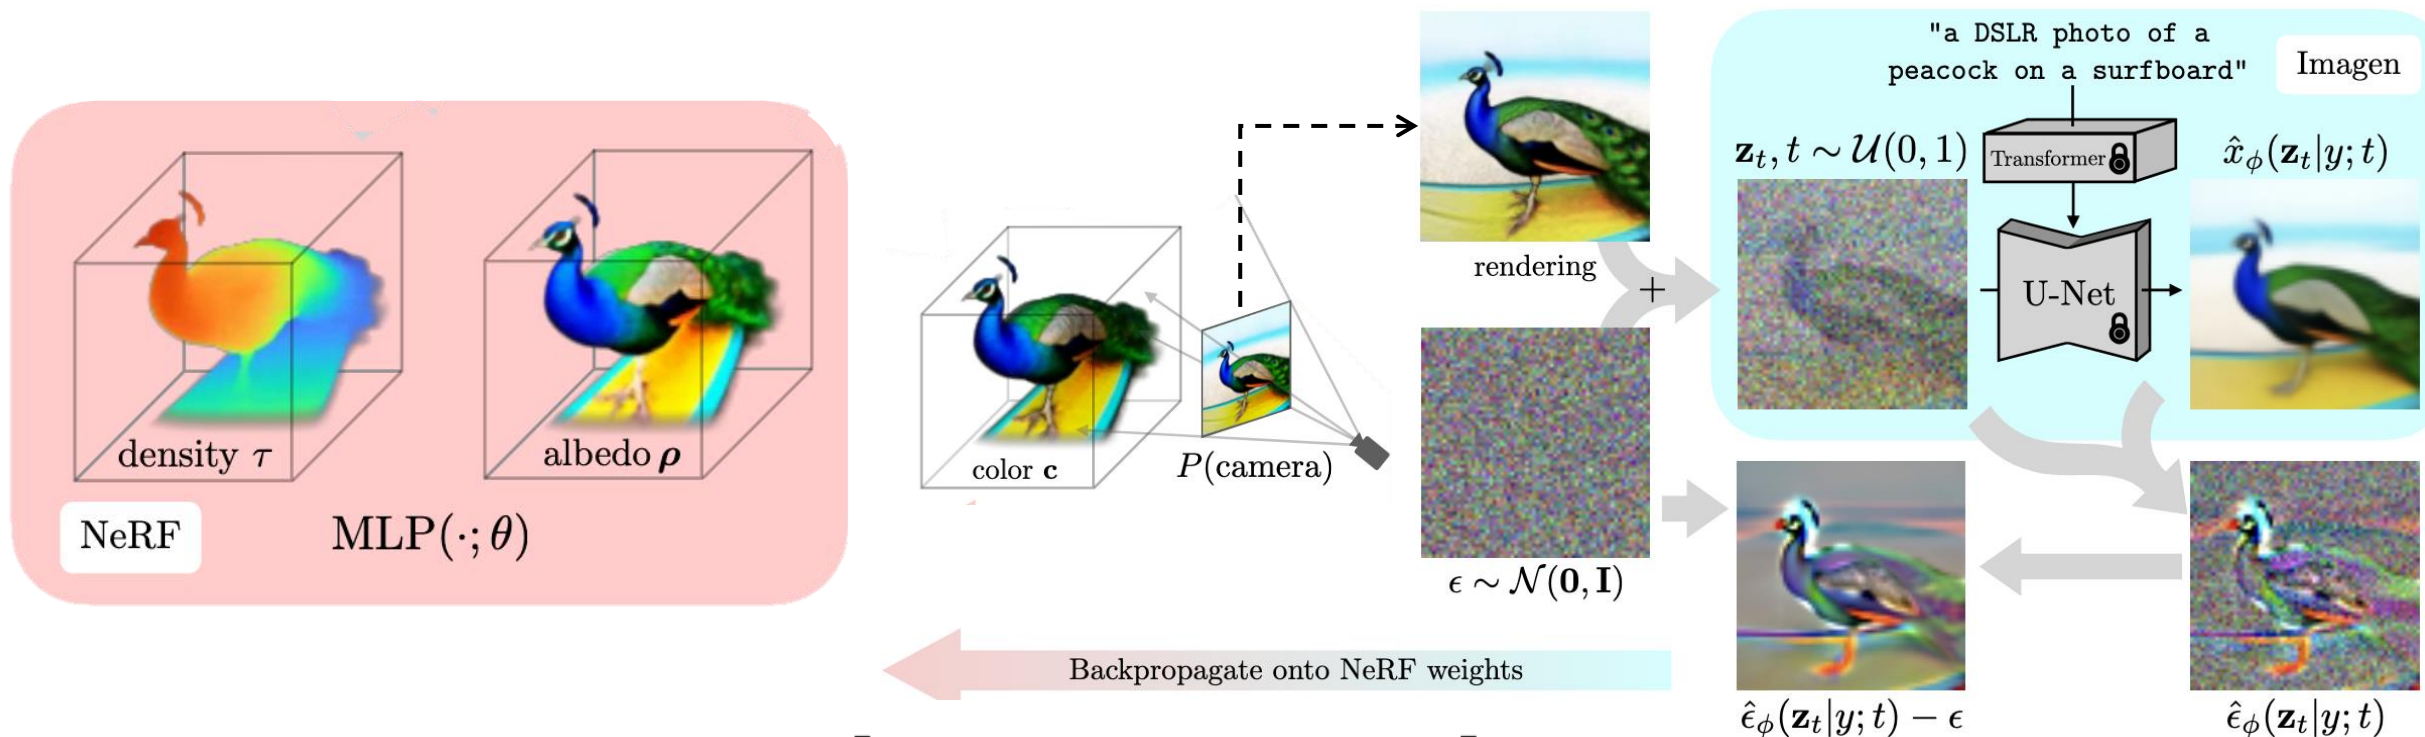 "a DSLR photo of a
peacock on a surfboard"
Imagen
z_t, t ∼ U(0, 1)
Transformer
x̂_ϕ(z_t|y; t)
rendering
+
U-Net
density τ
albedo ρ
color c
P(camera)
NeRF
MLP(·; θ)
ϵ ∼ N(0, I)
Backpropagate onto NeRF weights
ϵ̂_ϕ(z_t|y; t) − ϵ
ϵ̂_ϕ(z_t|y; t)